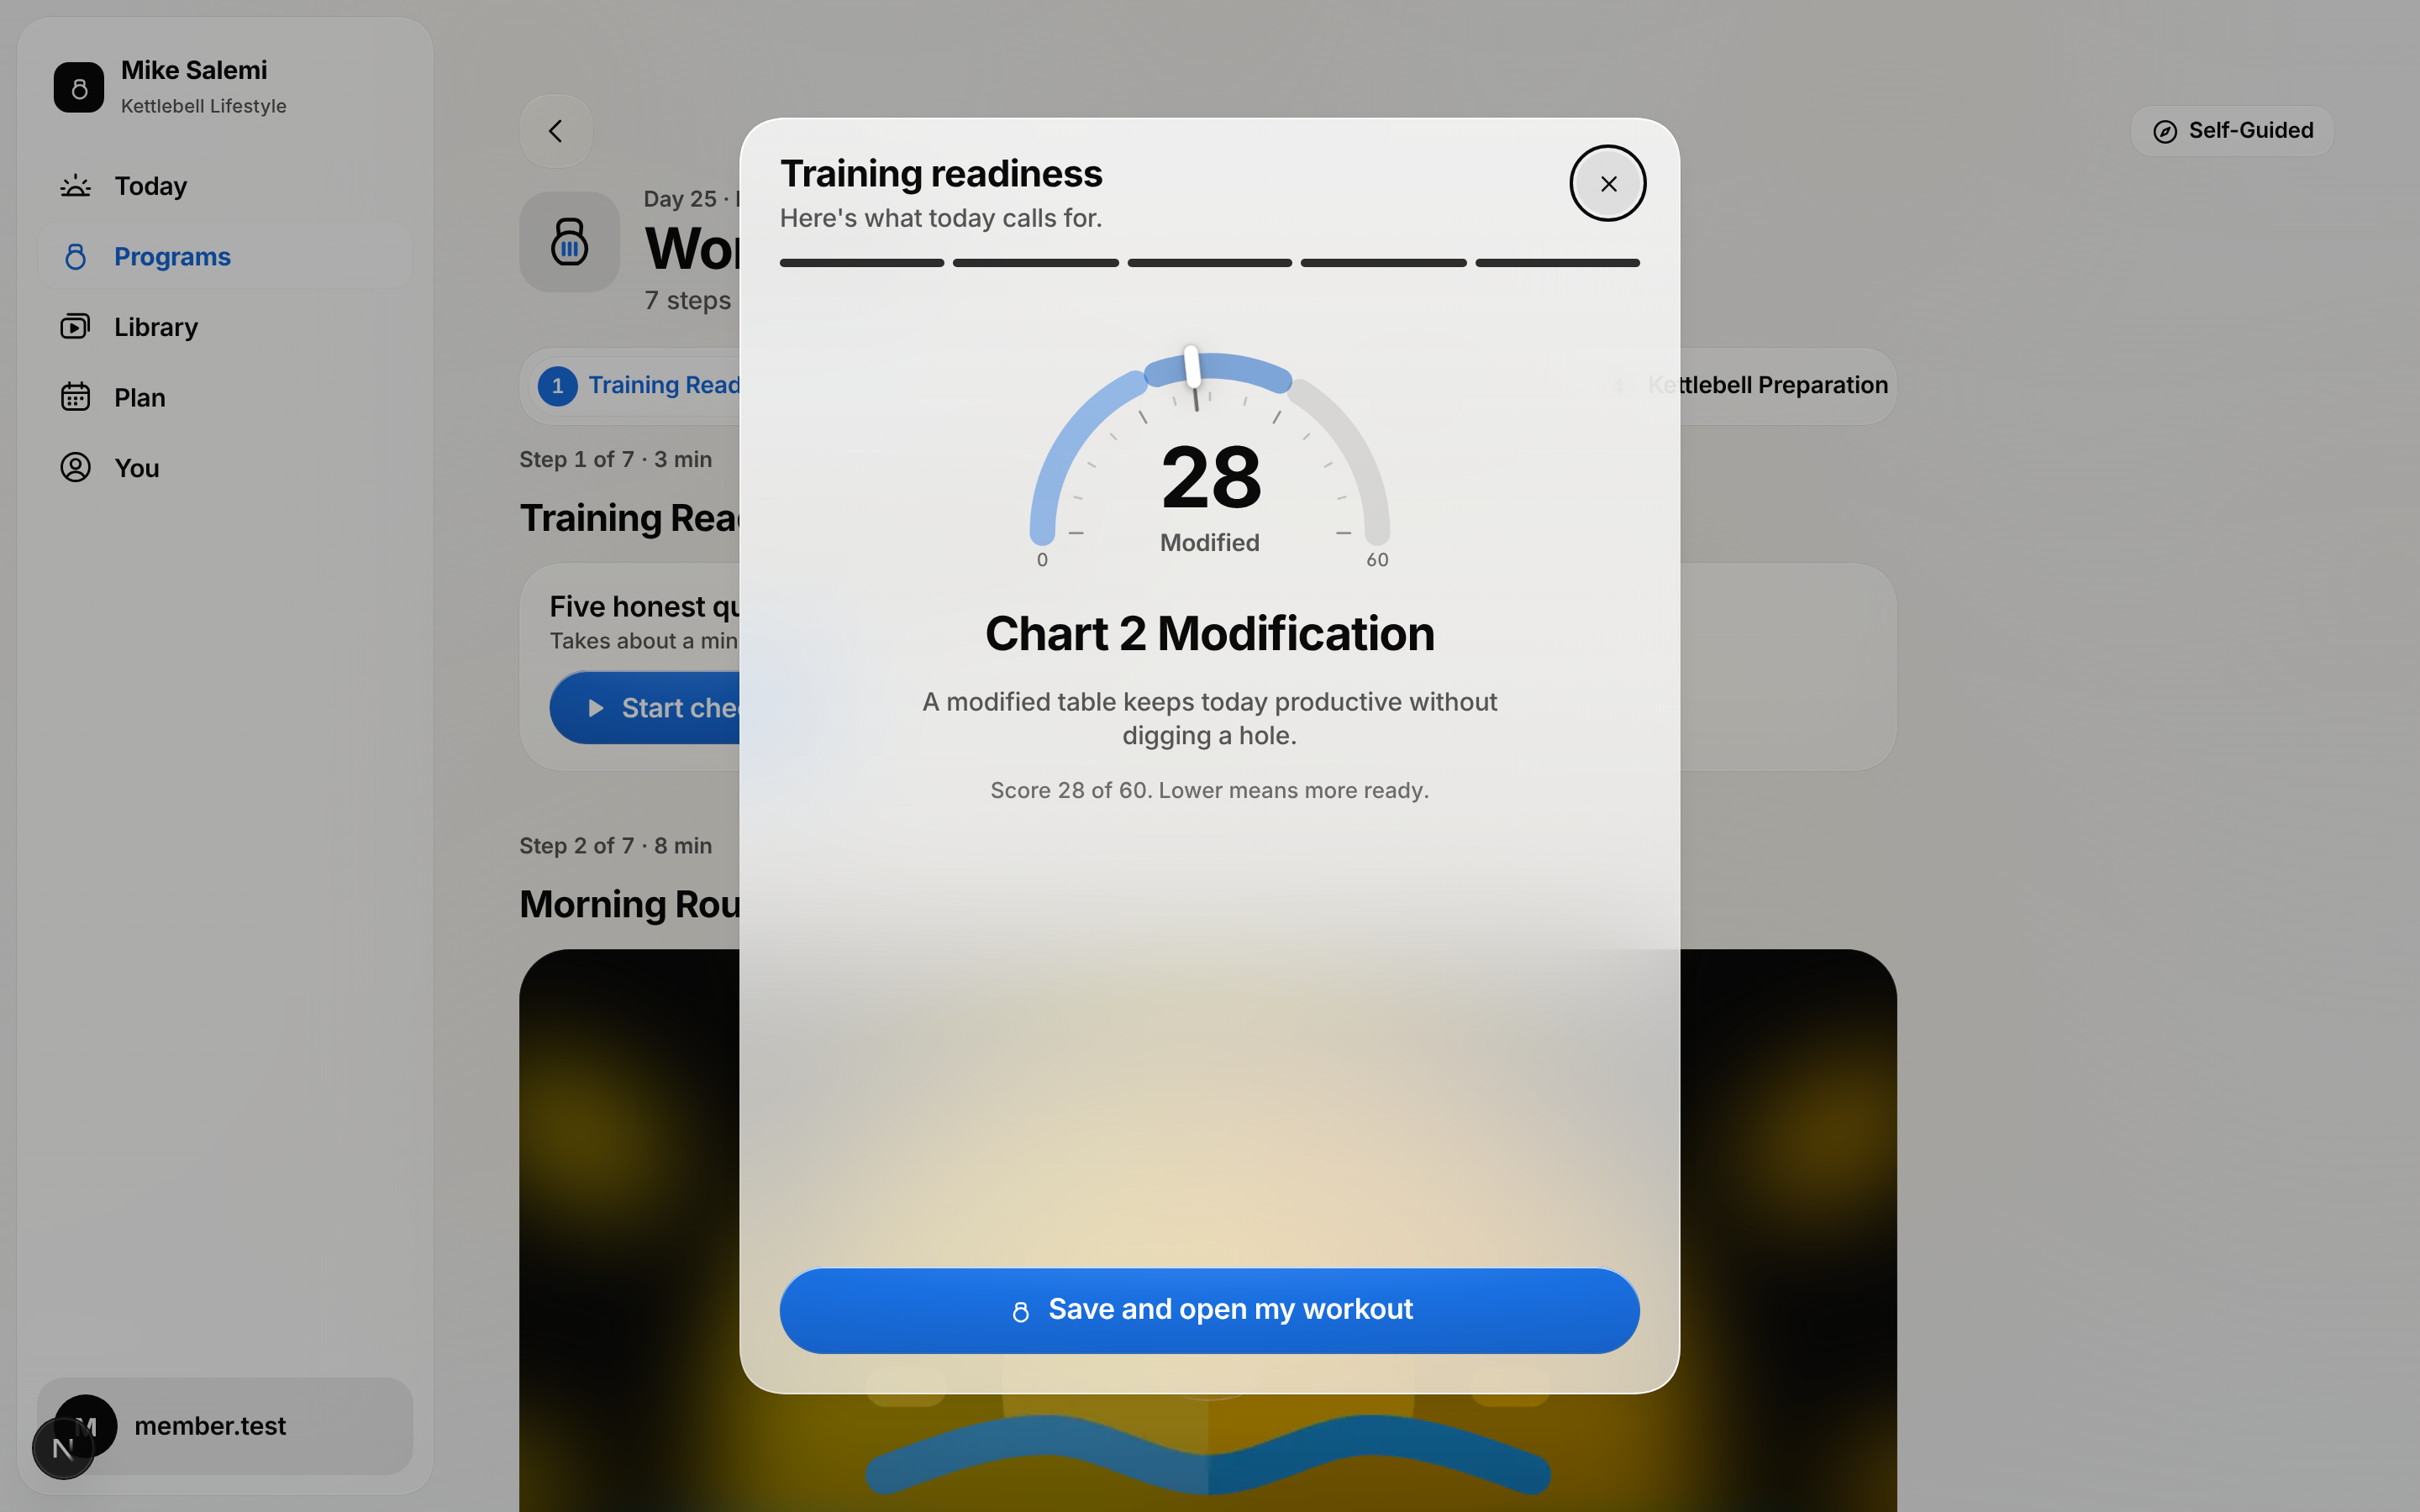 Mike Salemi
Kettlebell Lifestyle
Today
Programs
Library
Plan
You
M
N
member.test
Self-Guided
Day 25 ·
Wor
7 steps
1 Training Read
Kettlebell Preparation
Step 1 of 7 · 3 min
Training Rea
Five honest qu
Takes about a min
Start chec
Step 2 of 7 · 8 min
Morning Rou
Training readiness
Here's what today calls for.
28
Modified
0
60
Chart 2 Modification
A modified table keeps today productive without
digging a hole.
Score 28 of 60. Lower means more ready.
Save and open my workout